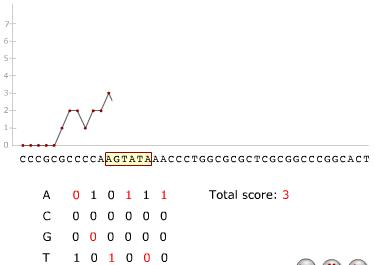 7
6
5
4
3
2
1
0
CCCGCGCCCCAAGTATAAACCCTGGCGCGCTCGCGGCCCGGCACT
A 0 1 0 1 1 1 Total score: 3
C 0 0 0 0 0 0
G 0 0 0 0 0 0
T 1 0 1 0 0 0